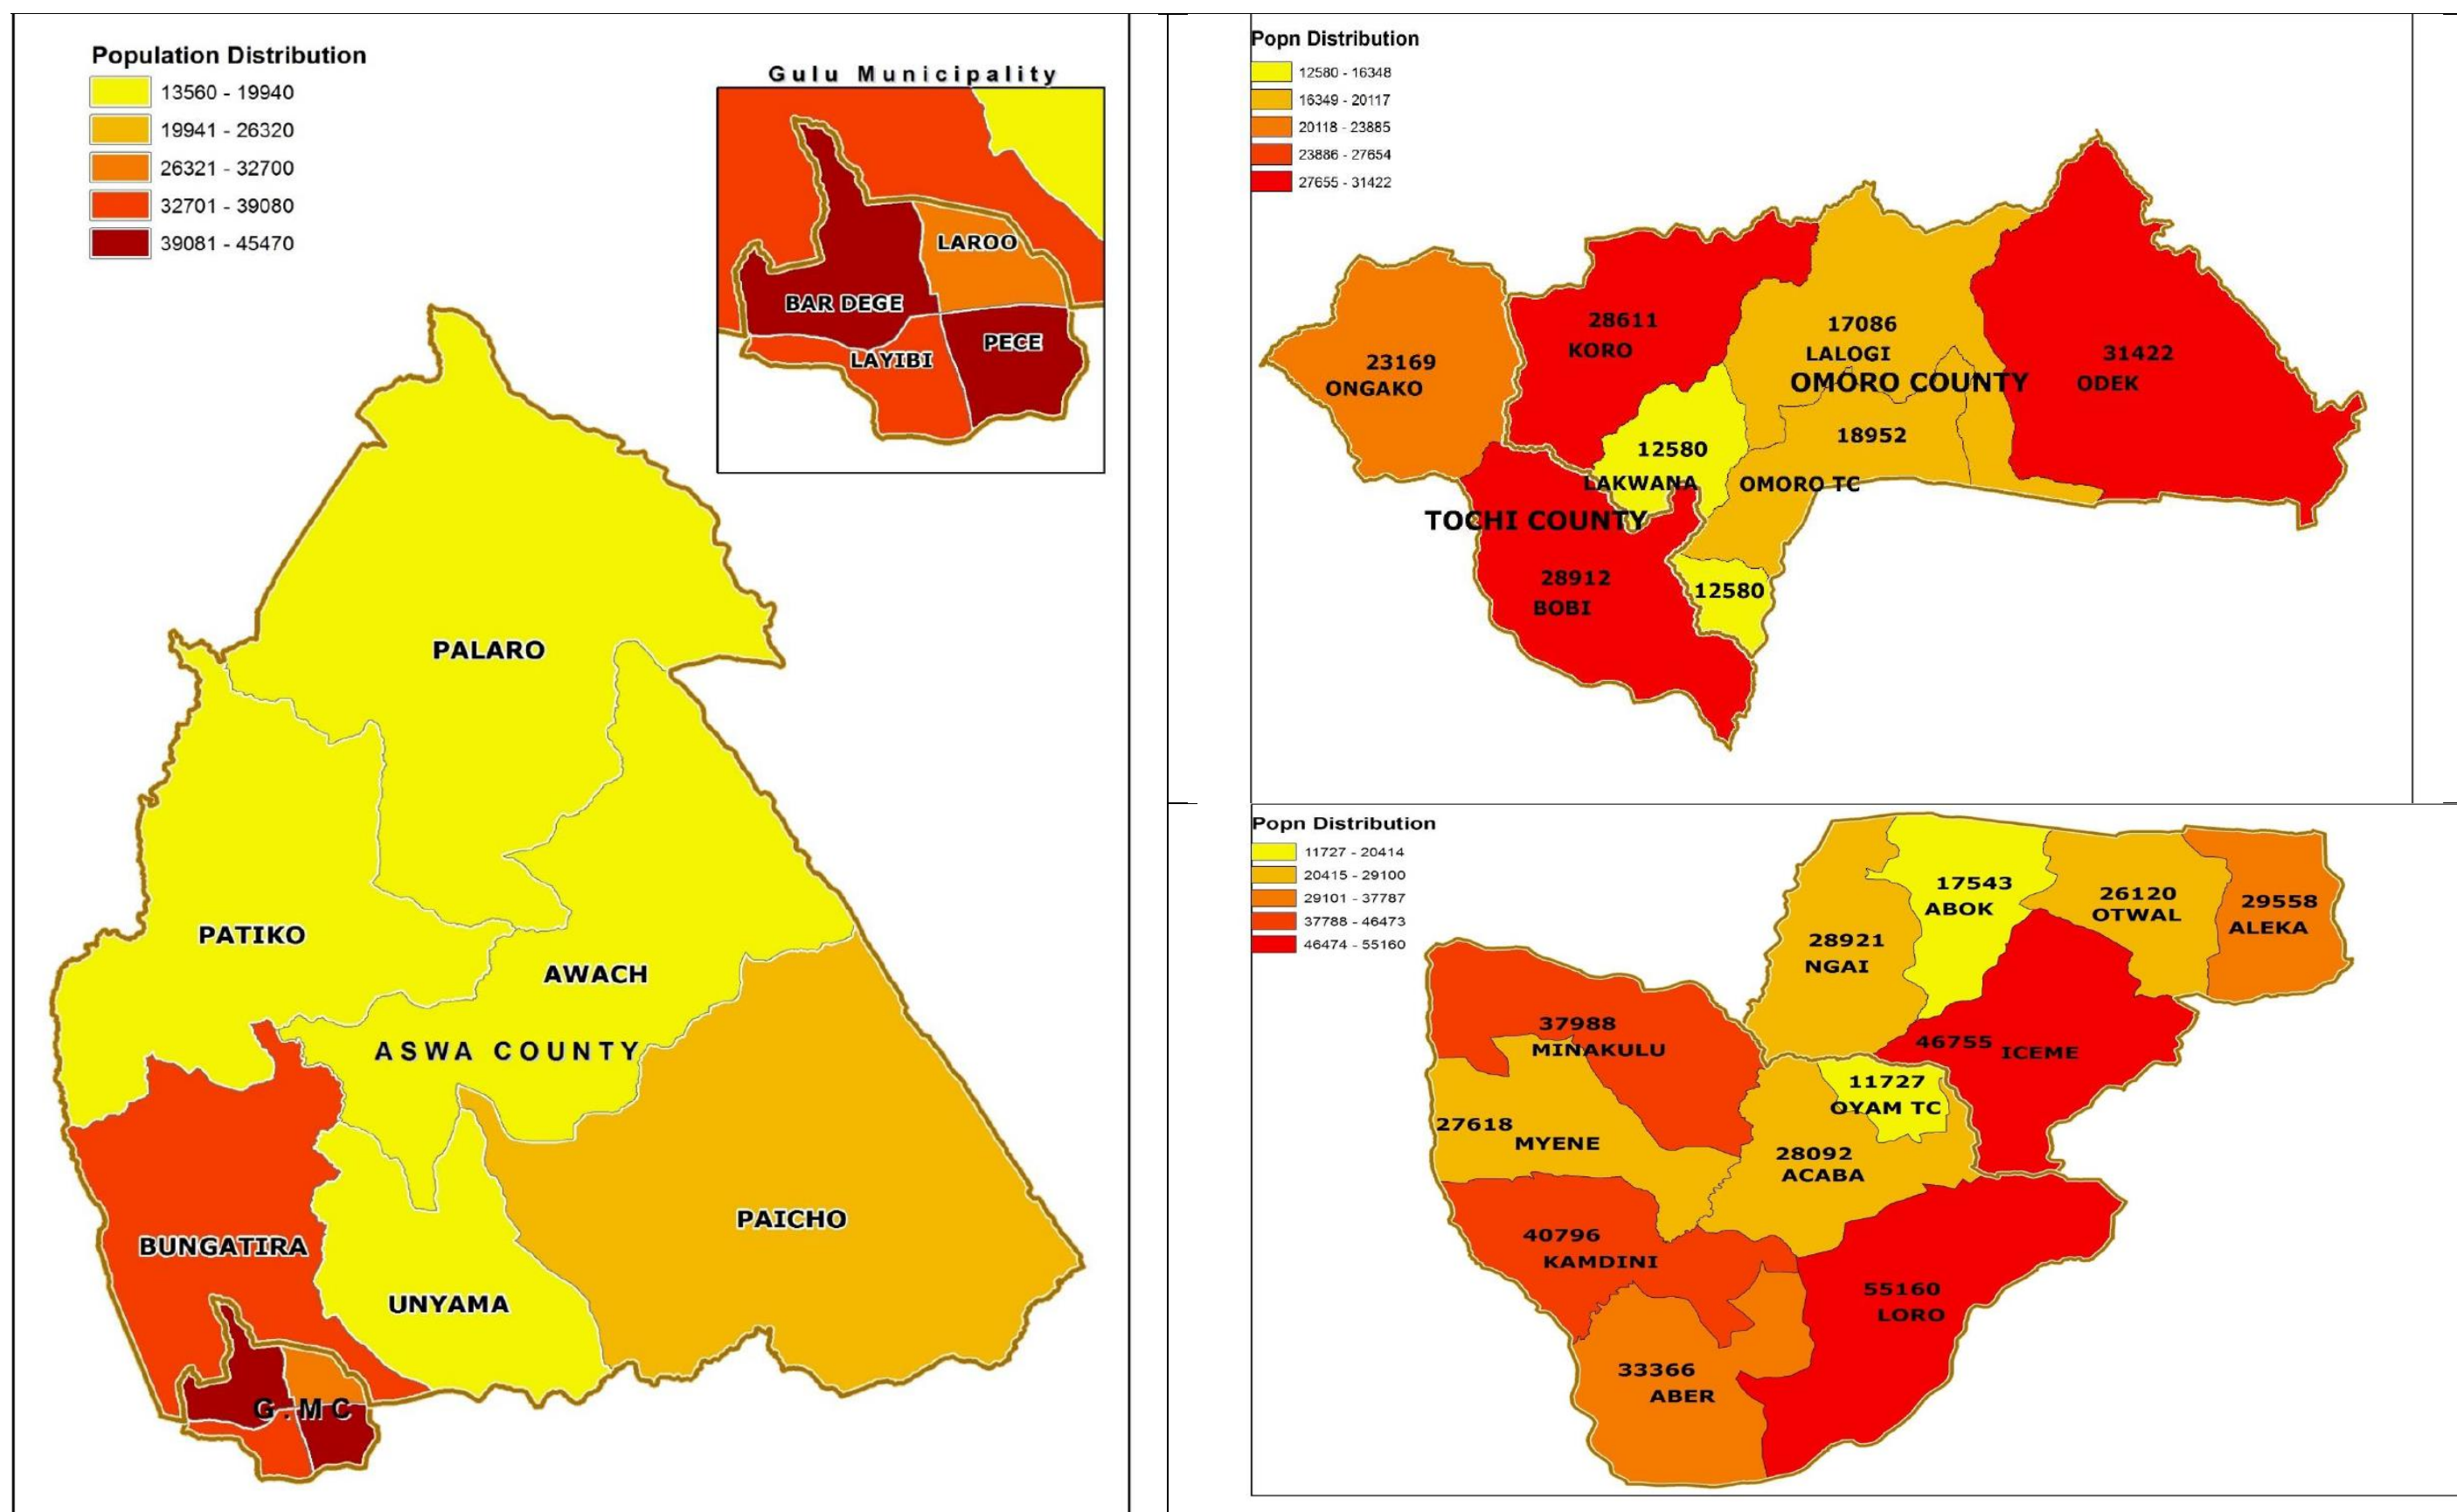 Population Distribution
13560 - 19940
19941 - 26320
26321 - 32700
32701 - 39080
39081 - 45470
Gulu Municipality
LAROO
BAR DEGE
PECE
LAYIBI
PALARO
PATIKO
AWACH
ASWA COUNTY
PAICHO
BUNGATIRA
UNYAMA
G.MC
Popn Distribution
12580 - 16348
16349 - 20117
20118 - 23885
23886 - 27654
27655 - 31422
28611
KORO
17086
LALOGI
31422
ODEK
23169
ONGAKO
OMORO COUNTY
18952
12580
LAKWANA
OMORO TC
TOCHI COUNTY
28912
BOBI
12580
Popn Distribution
11727 - 20414
20415 - 29100
29101 - 37787
37788 - 46473
46474 - 55160
17543
ABOK
26120
OTWAL
29558
ALEKA
28921
NGAI
37988
MINAKULU
46755 ICEME
11727
OYAM TC
27618
MYENE
28092
ACABA
40796
KAMDINI
55160
LORO
33366
ABER